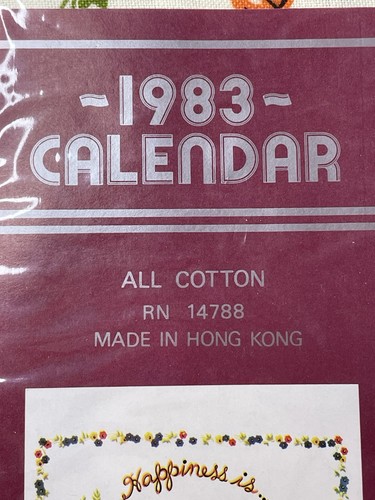 ~1983~
CALENDAR
ALL COTTON
RN 14788
MADE IN HONG KONG
Happiness is